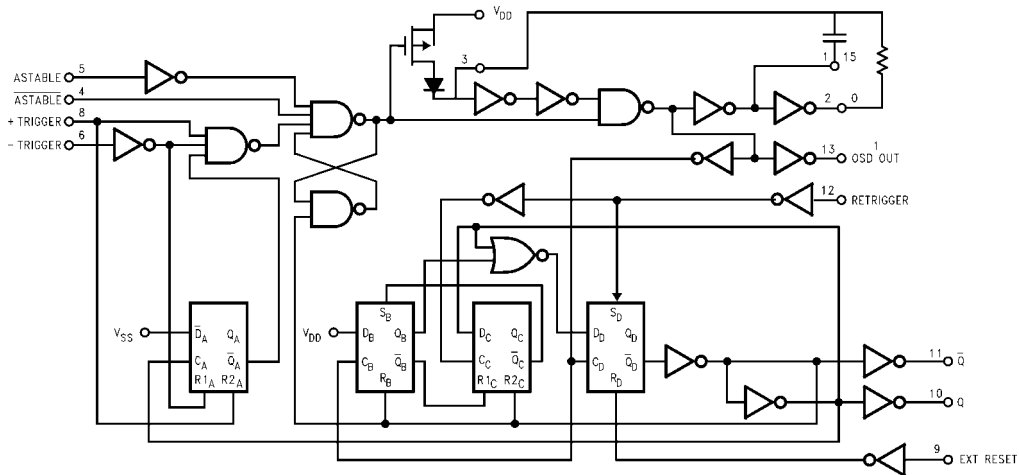 V_DD
ASTABLE 5
A̅S̅T̅A̅B̅L̅E̅ 4
+ TRIGGER 8
- TRIGGER 6
3
1 15
2 0
13 1
OSD OUT
12
RETRIGGER
V_SS
D̅_A Q_A
C_A Q̅_A
R1_A R2_A
V_DD
S_B
D_B Q_B
C_B Q̅_B
R_B
D_C Q_C
C_C Q̅_C
R1_C R2_C
S_D
D_D Q_D
C_D Q̅_D
R_D
11 Q̅
10 Q
9 EXT RESET